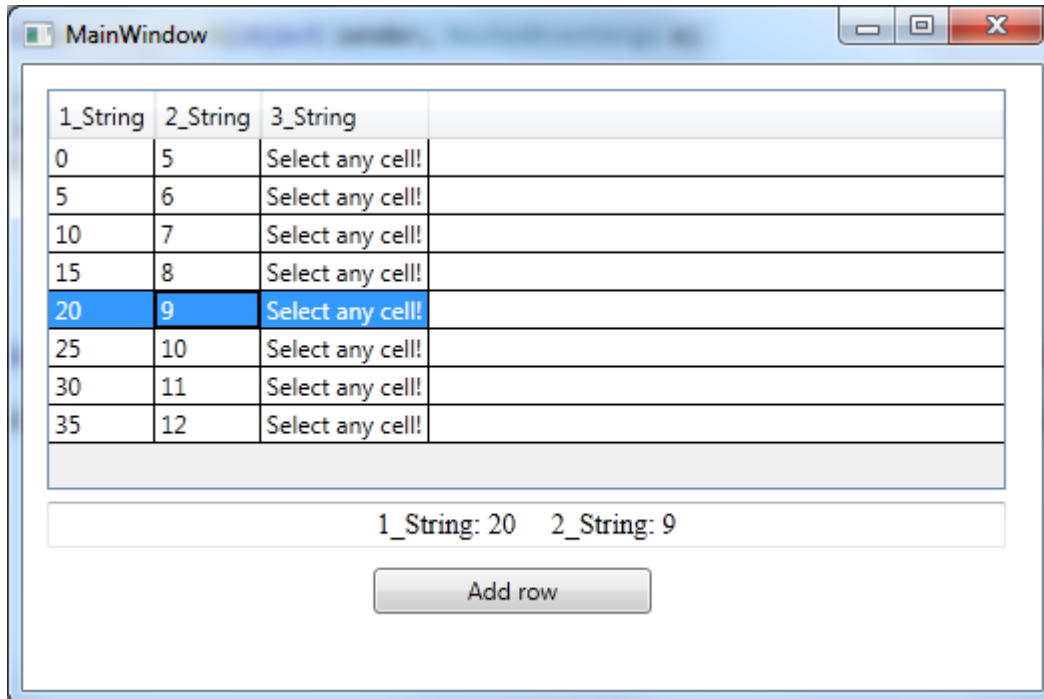 MainWindow
1_String 2_String 3_String
0 5 Select any cell!
5 6 Select any cell!
10 7 Select any cell!
15 8 Select any cell!
20 9 Select any cell!
25 10 Select any cell!
30 11 Select any cell!
35 12 Select any cell!
1_String: 20 2_String: 9
Add row